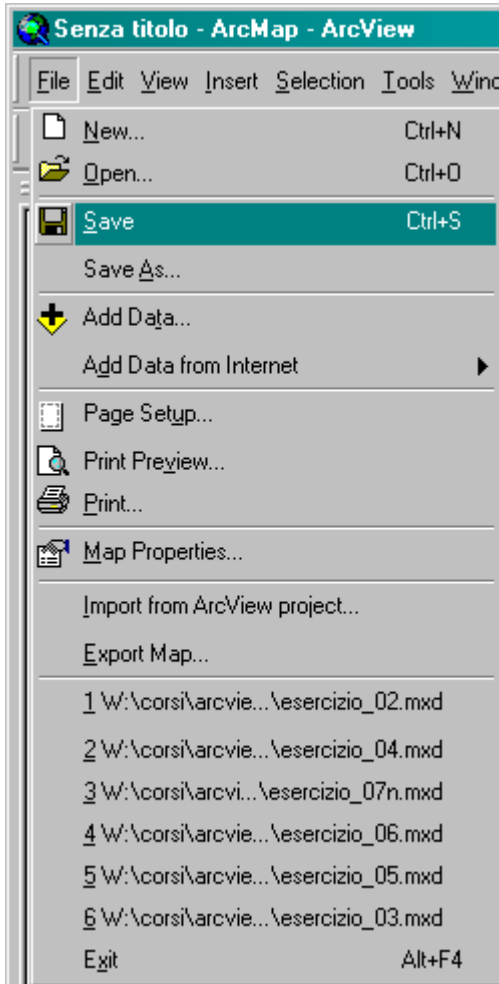 Senza titolo - ArcMap - ArcView
File Edit View Insert Selection Tools Wind
New... Ctrl+N
Open... Ctrl+O
Save Ctrl+S
Save As...
Add Data...
Add Data from Internet
Page Setup...
Print Preview...
Print...
Map Properties...
Import from ArcView project...
Export Map...
1 W:\corsi\arcvie...\esercizio_02.mxd
2 W:\corsi\arcvie...\esercizio_04.mxd
3 W:\corsi\arcvi...\esercizio_07n.mxd
4 W:\corsi\arcvie...\esercizio_06.mxd
5 W:\corsi\arcvie...\esercizio_05.mxd
6 W:\corsi\arcvie...\esercizio_03.mxd
Exit Alt+F4